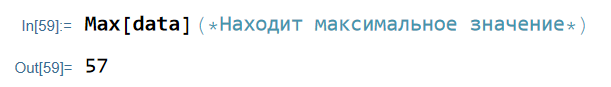 In[59]:= Max[data](*Находит максимальное значение*)
Out[59]= 57